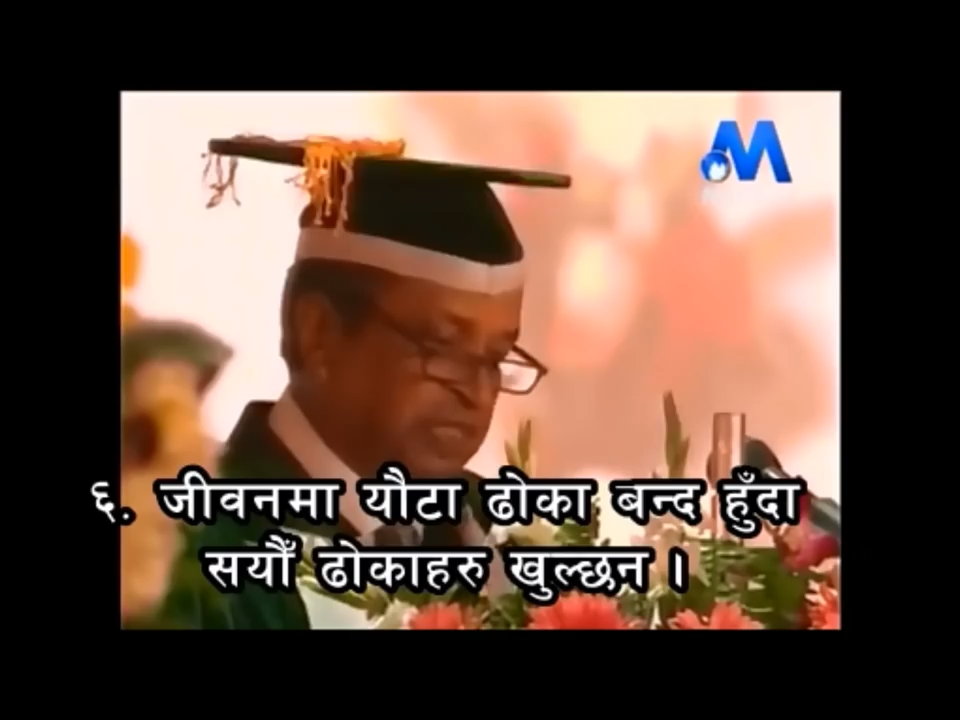 M
६. जीवनमा यौटा ढोका बन्द हुँदा
सयौँ ढोकाहरु खुल्छन ।